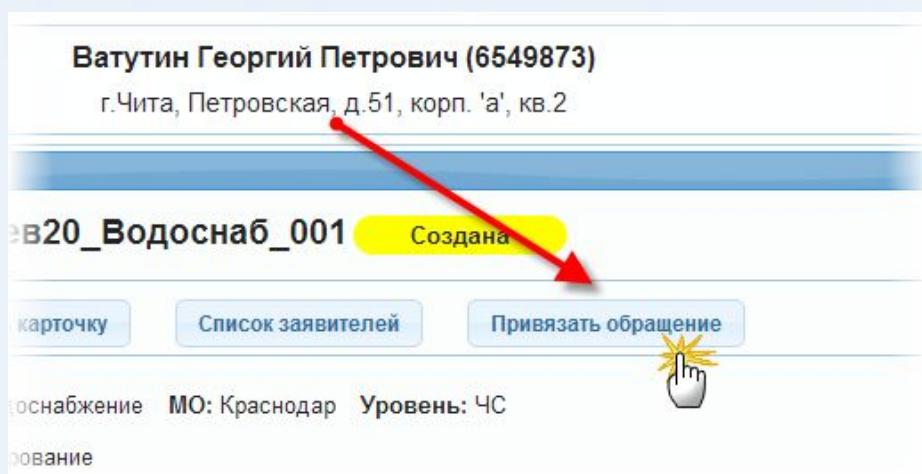 Ватутин Георгий Петрович (6549873)
г.Чита, Петровская, д.51, корп. 'а', кв.2
ев20_Водоснаб_001 Создана
карточку Список заявителей Привязать обращение
оснабжение МО: Краснодар Уровень: ЧС
ование